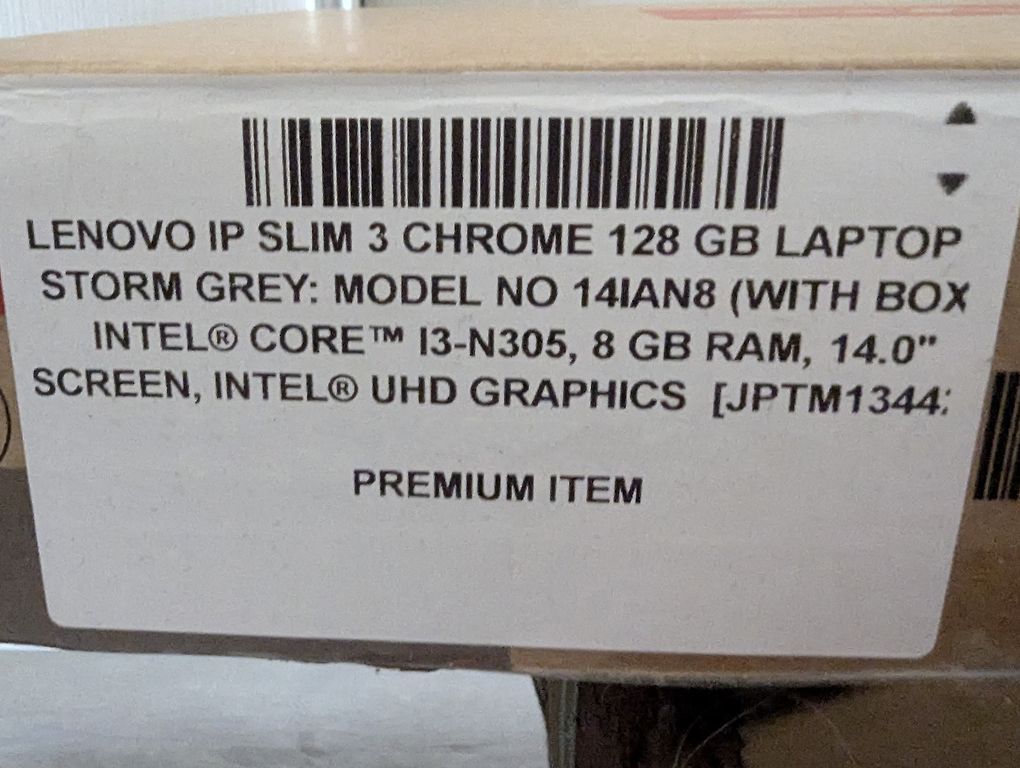 LENOVO IP SLIM 3 CHROME 128 GB LAPTOP
STORM GREY: MODEL NO 14IAN8 (WITH BOX
INTEL® CORE™ I3-N305, 8 GB RAM, 14.0"
SCREEN, INTEL® UHD GRAPHICS [JPTM1344
PREMIUM ITEM